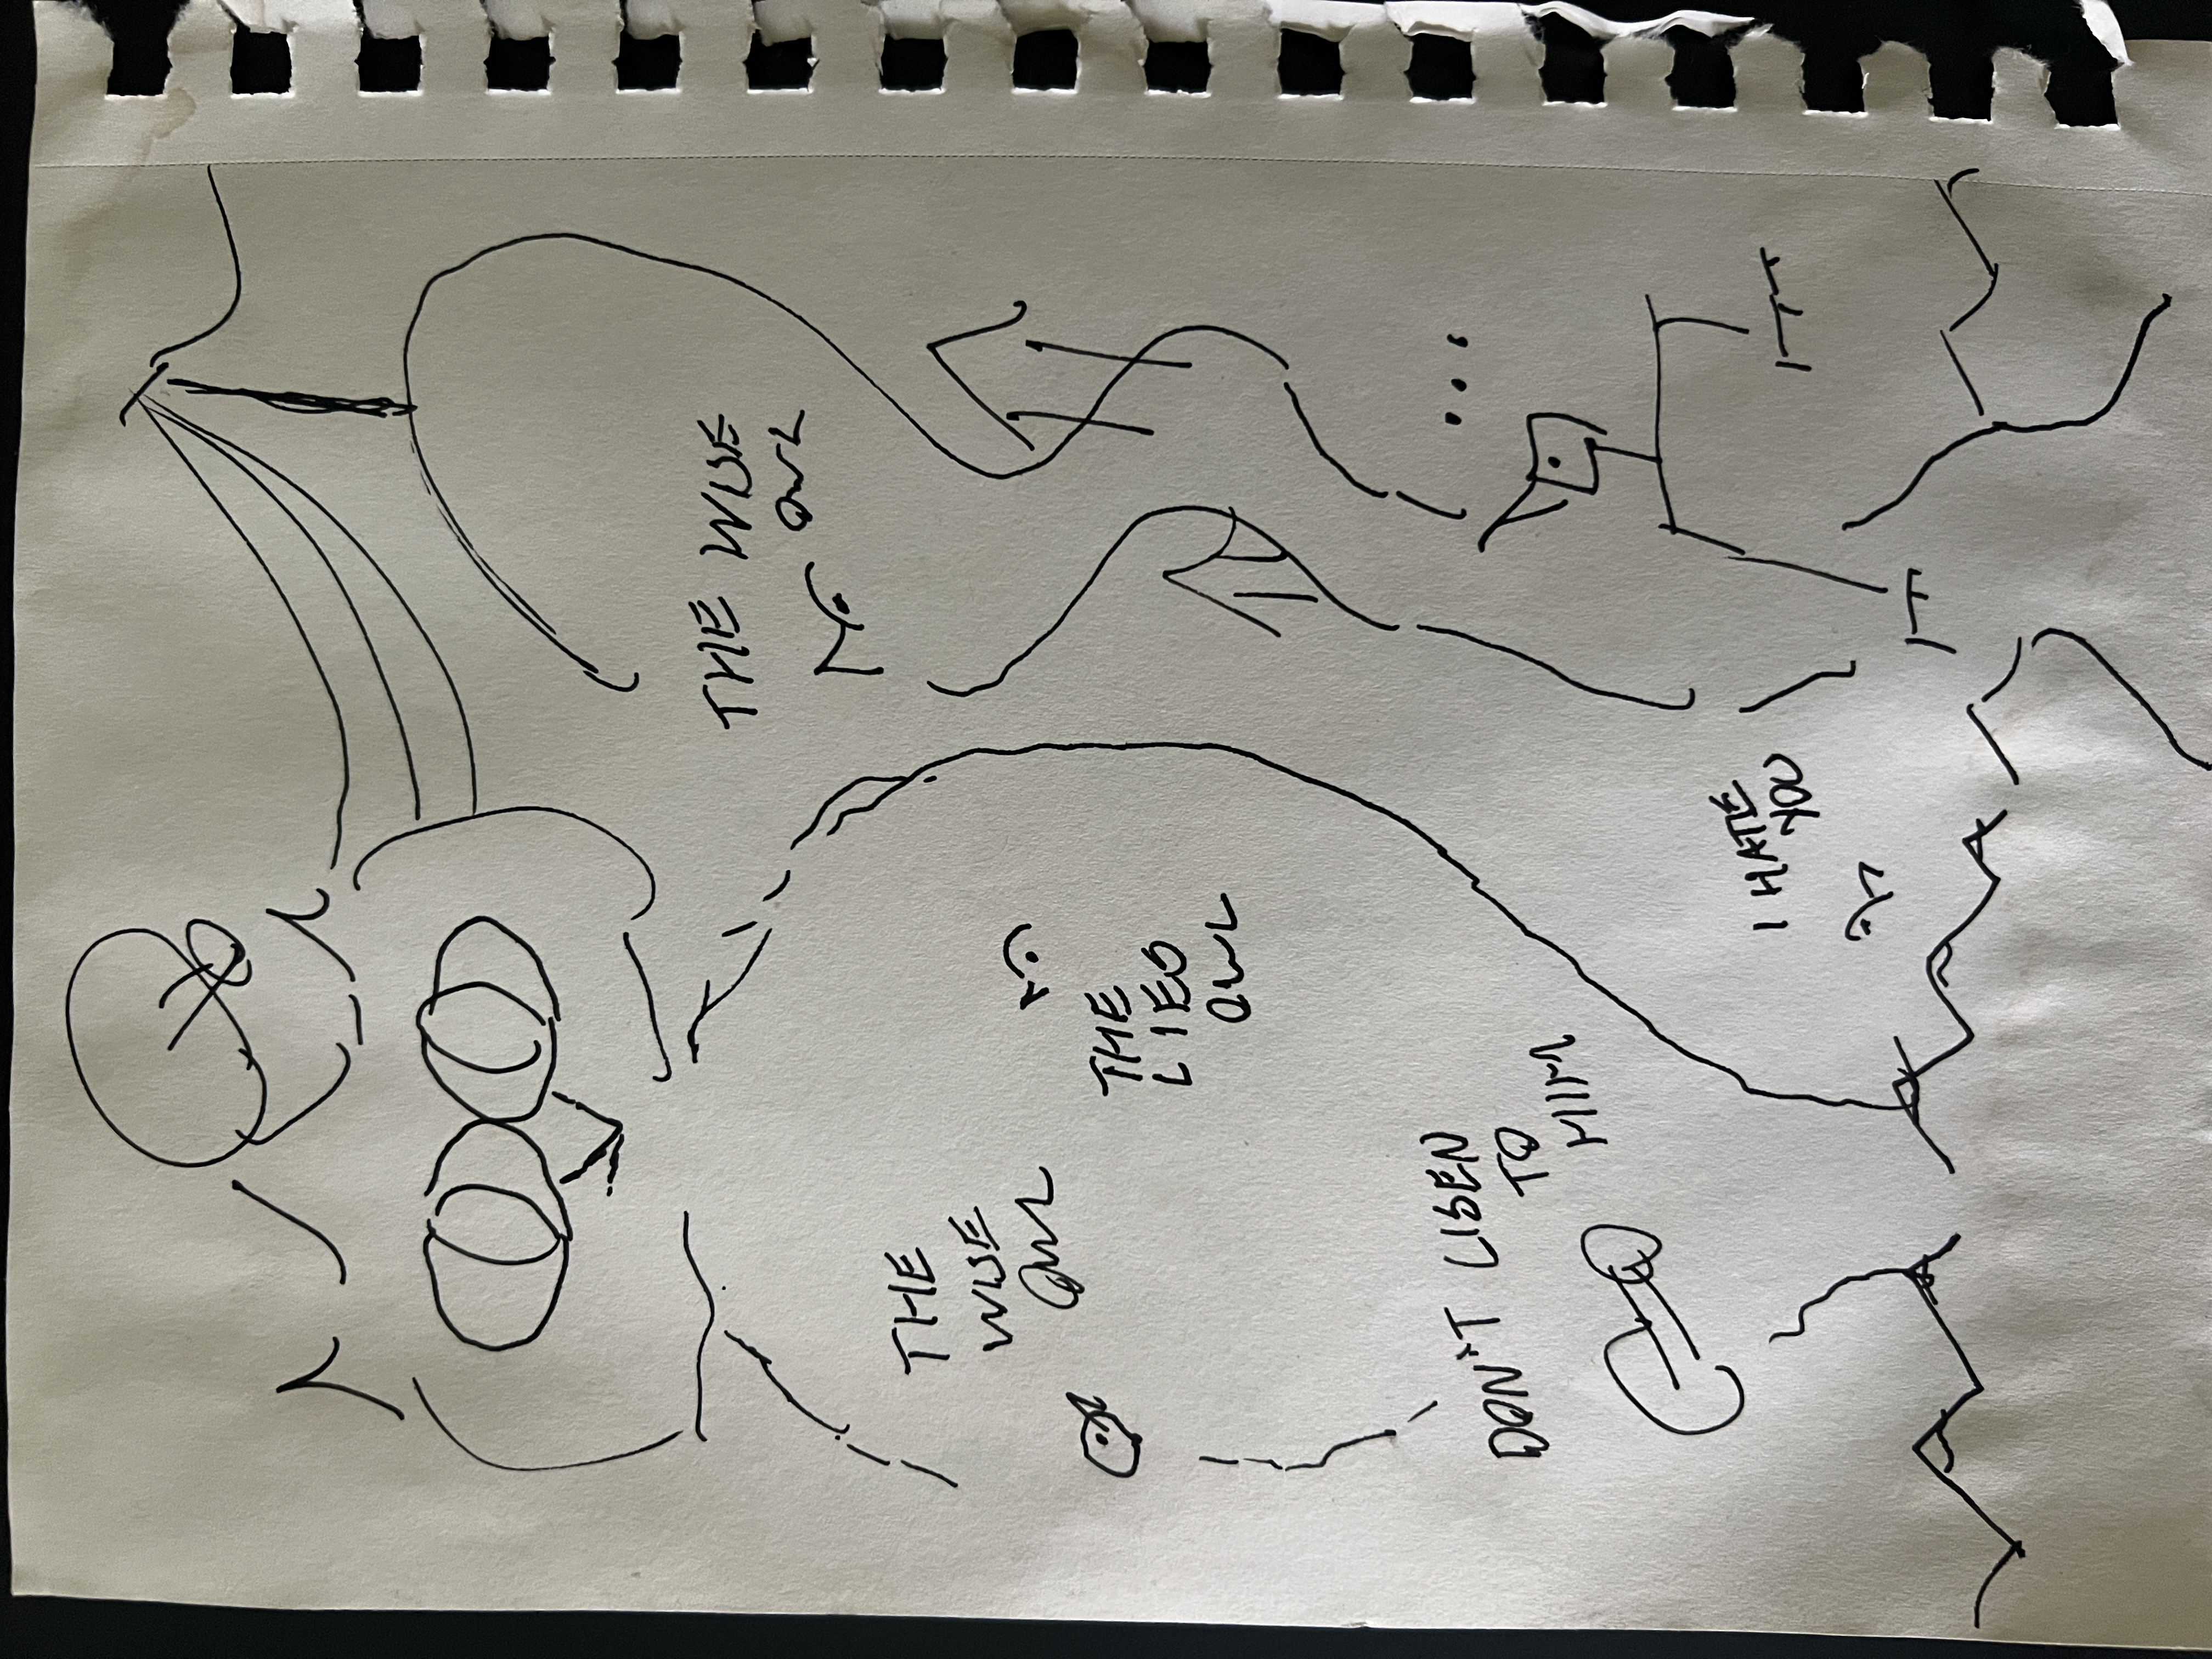 THE WISE
OWL
THE
WISE
OWL
THE
LIES
OWL
DON'T LISEN
TO
HIM
I HATE
YOU
...